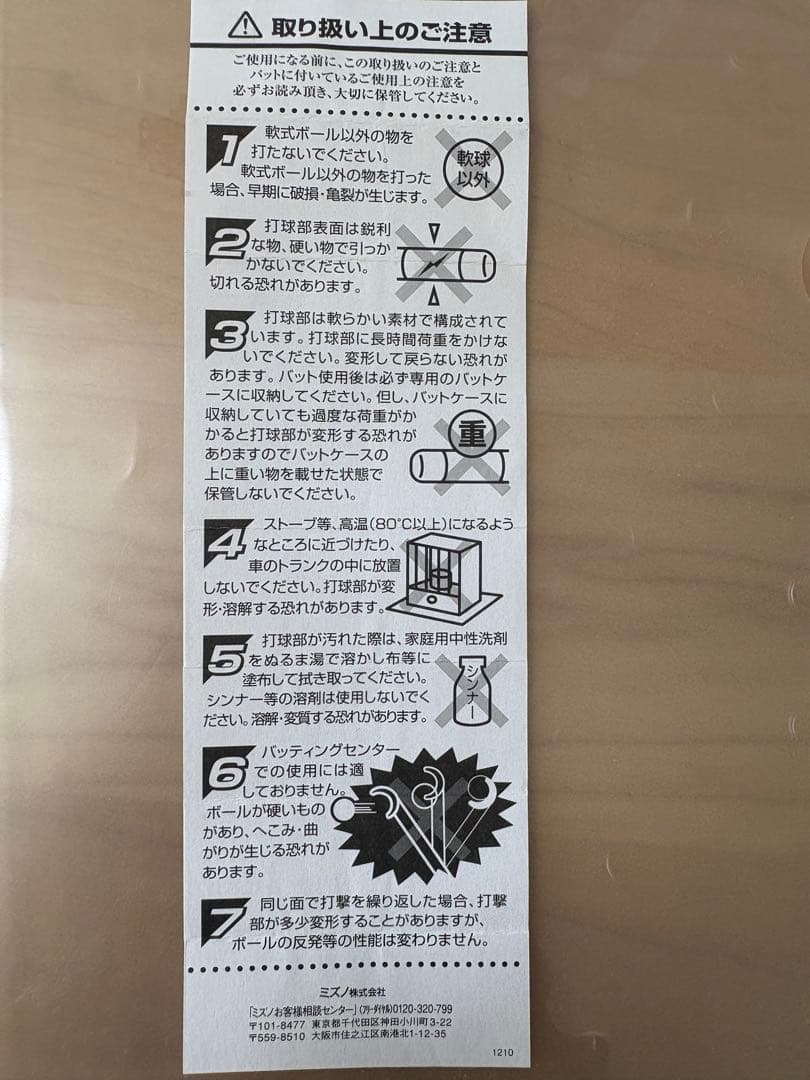 取り扱い上のご注意
ご使用になる前に、この取り扱いのご注意と
バットに付いているご使用上の注意を
必ずお読み頂き、大切に保管してください。
1 軟式ボール以外の物を
打たないでください。
軟式ボール以外の物を打った
場合、早期に破損・亀裂が生じます。
軟球
以外
2 打球部表面は鋭利
な物、硬い物で引っか
かないでください。
切れる恐れがあります。
3 打球部は軟らかい素材で構成されて
います。打球部に長時間荷重をかけな
いでください。変形して戻らない恐れが
あります。バット使用後は必ず専用のバットケ
ースに収納してください。但し、バットケースに
収納していても過度な荷重がか
かると打球部が変形する恐れが
ありますのでバットケースの
上に重い物を載せた状態で
保管しないでください。
重
4 ストーブ等、高温(80℃以上)になるよう
なところに近づけたり、
車のトランクの中に放置
しないでください。打球部が変
形・溶解する恐れがあります。
5 打球部が汚れた際は、家庭用中性洗剤
をぬるま湯で溶かし布等に
塗布して拭き取ってください。
シンナー等の溶剤は使用しないでく
ださい。溶解・変質する恐れがあります。
シンナー
6 バッティングセンター
での使用には適
しておりません。
ボールが硬いもの
があり、へこみ・曲
がりが生じる恐れが
あります。
7 同じ面で打撃を繰り返した場合、打撃
部が多少変形することがありますが、
ボールの反発等の性能は変わりません。
ミズノ株式会社
「ミズノお客様相談センター」(フリーダイヤル)0120-320-799
〒101-8477 東京都千代田区神田小川町3-22
〒559-8510 大阪市住之江区南港北1-12-35
1210